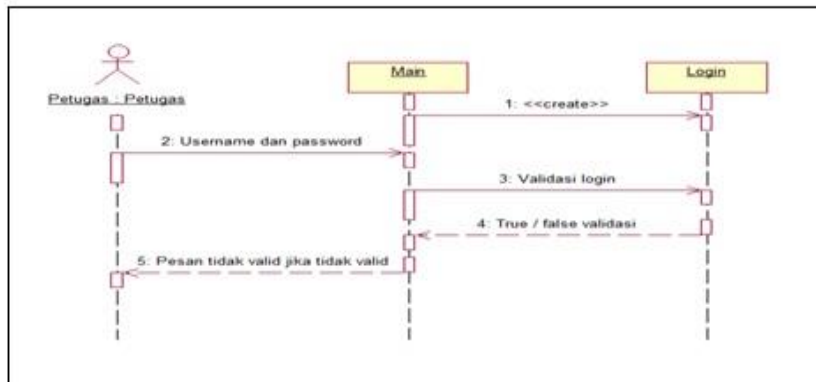 Petugas : Petugas
Main
Login
1: <<create>>
2: Username dan password
3: Validasi login
4: True / false validasi
5: Pesan tidak valid jika tidak valid